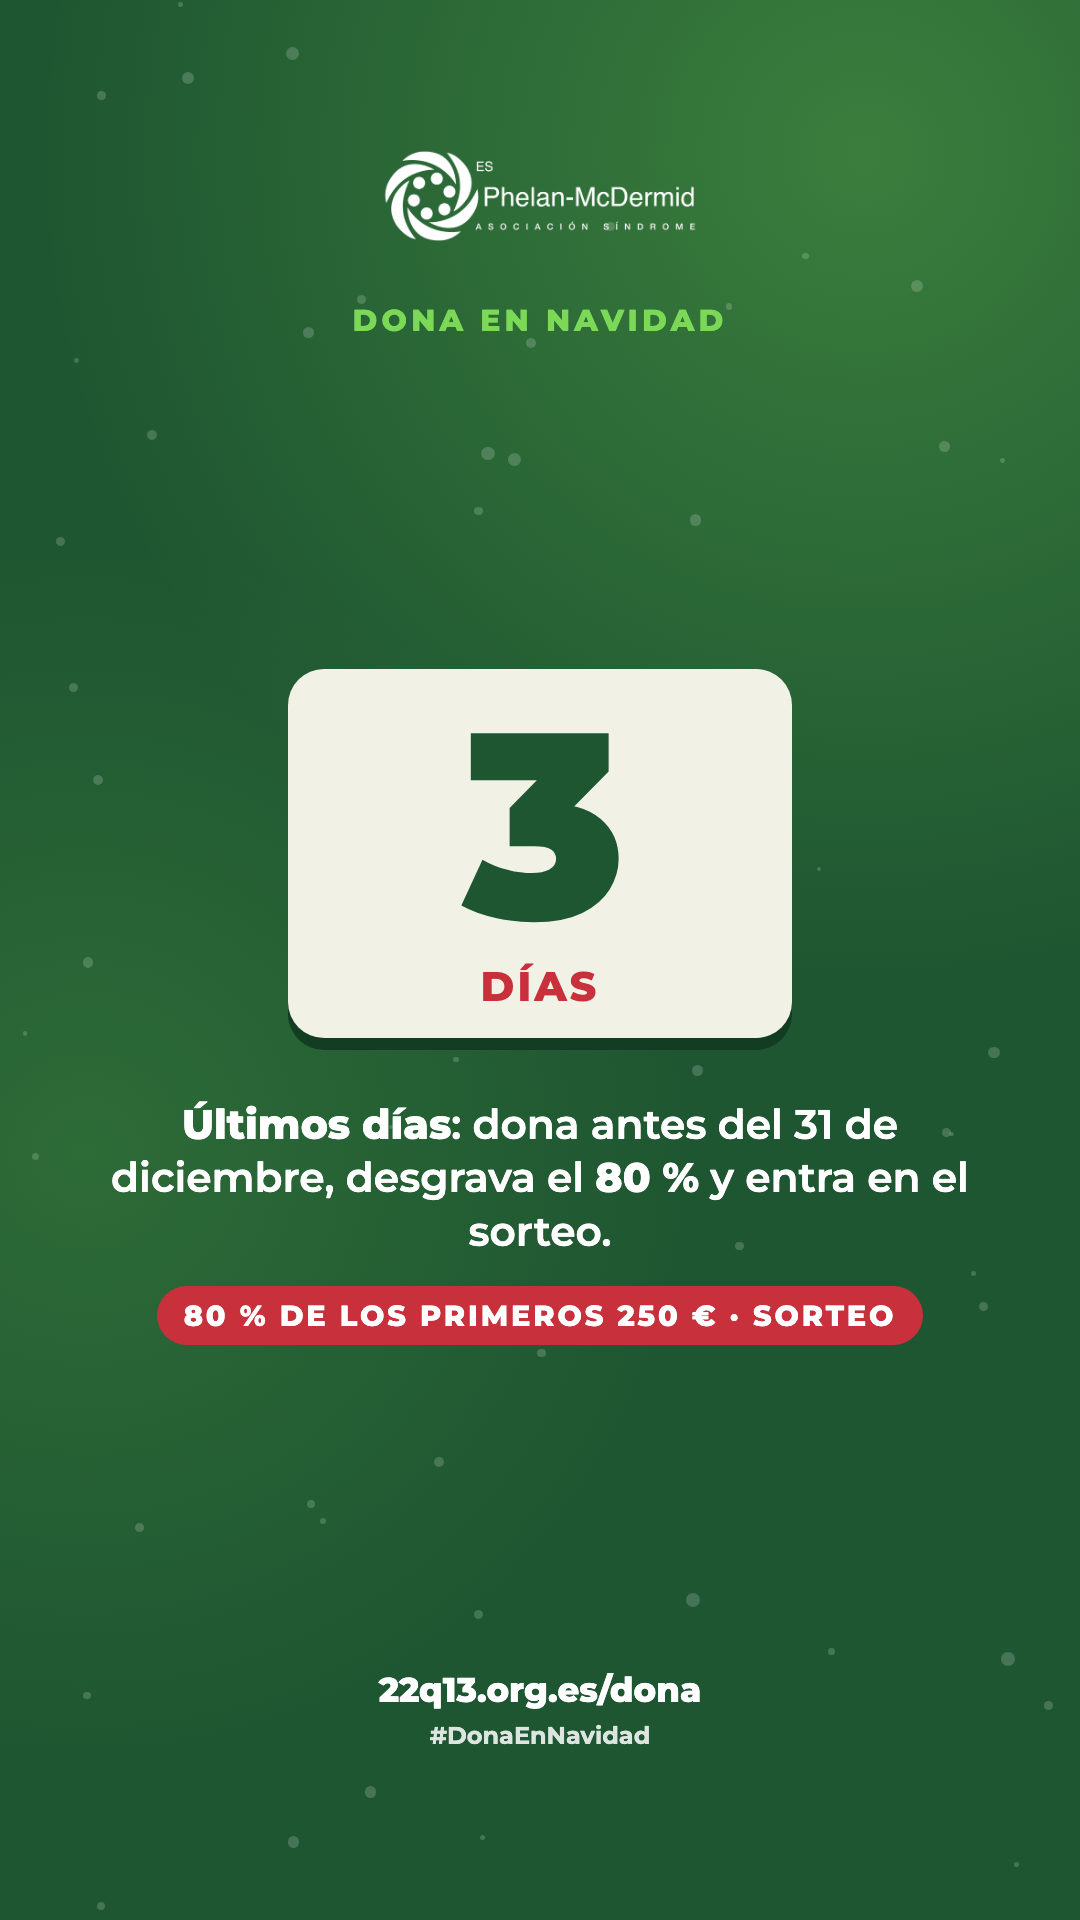 ES
Phelan-McDermid
ASOCIACIÓN SÍNDROME
DONA EN NAVIDAD
3
DÍAS
Últimos días: dona antes del 31 de
diciembre, desgrava el 80 % y entra en el
sorteo.
80 % DE LOS PRIMEROS 250 € · SORTEO
22q13.org.es/dona
#DonaEnNavidad